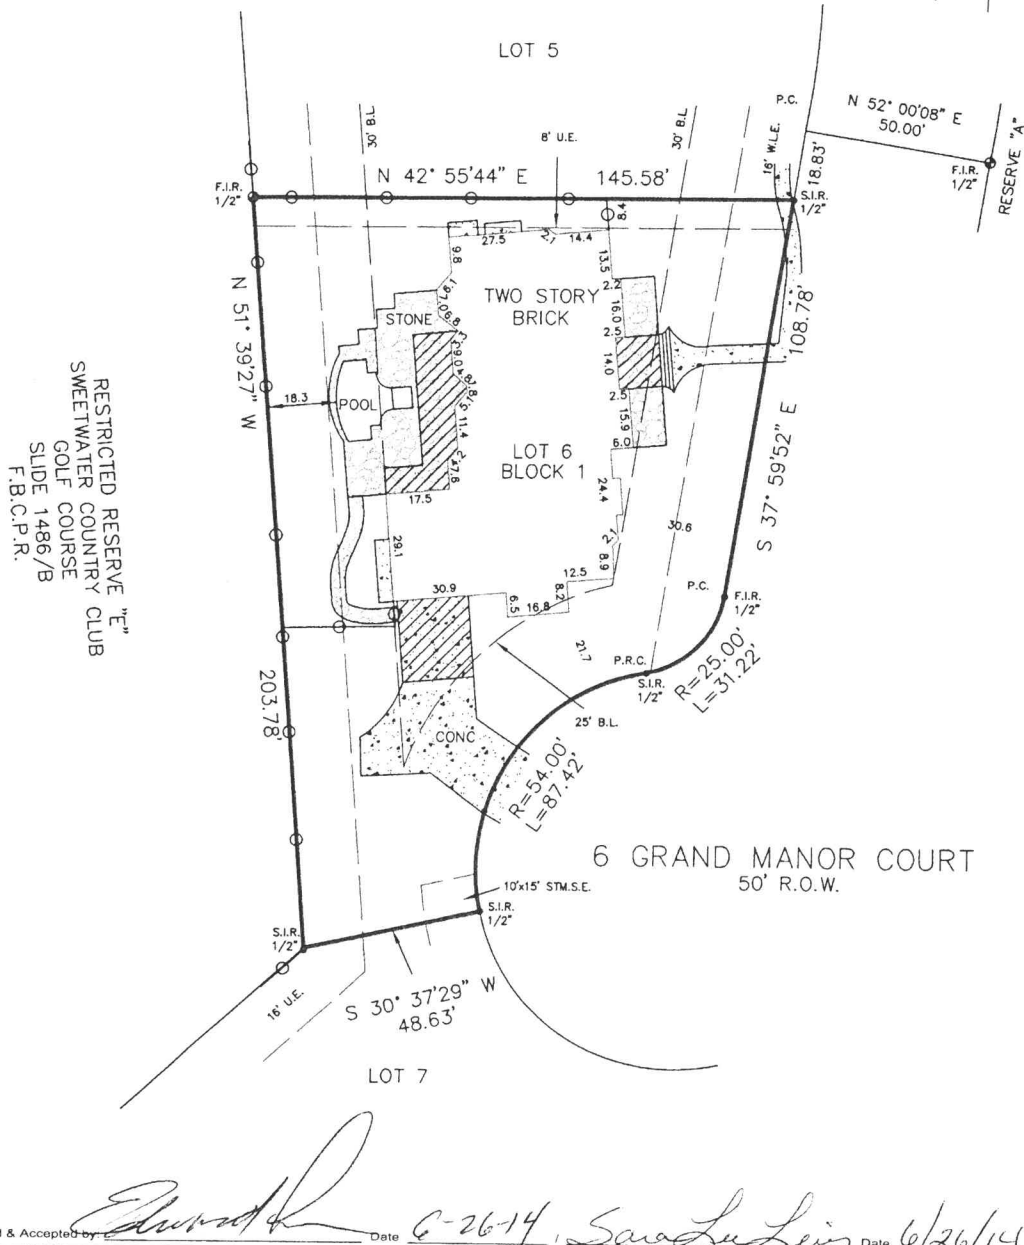 LOT 5
P.C.
N 52° 00'08" E
50.00'
30' B.L.
8' U.E.
30' B.L.
16' W.L.E.
18.83'
F.I.R.
1/2"
RESERVE "A"
F.I.R.
1/2"
N 42° 55'44" E 145.58'
S.I.R.
1/2"
8.4
27.5
14.4
9.8
13.5
2.2
TWO STORY
BRICK
STONE
16.0
2.5
14.0
108.78'
N 51° 39'27" W
203.78'
18.3
POOL
2.5
15.9
6.0
11.4
LOT 6
BLOCK 1
17.5
24.4
30.6
S 37° 59'52" E
RESTRICTED RESERVE "E"
SWEETWATER COUNTRY CLUB
GOLF COURSE
SLIDE 1486/B
F.B.C.P.R.
29.1
8.9
12.5
30.9
8.2
6.5
16.8
P.C.
F.I.R.
1/2"
21.7
P.R.C.
S.I.R.
1/2"
R=25.00'
L=31.22'
25' B.L.
CONC
R=54.00'
L=87.42'
6 GRAND MANOR COURT
50' R.O.W.
10'x15' STM.S.E.
S.I.R.
1/2"
S.I.R.
1/2"
16' U.E.
S 30° 37'29" W
48.63'
LOT 7
& Accepted by: Date 6-26-14, Sara Lee Date 6/26/14